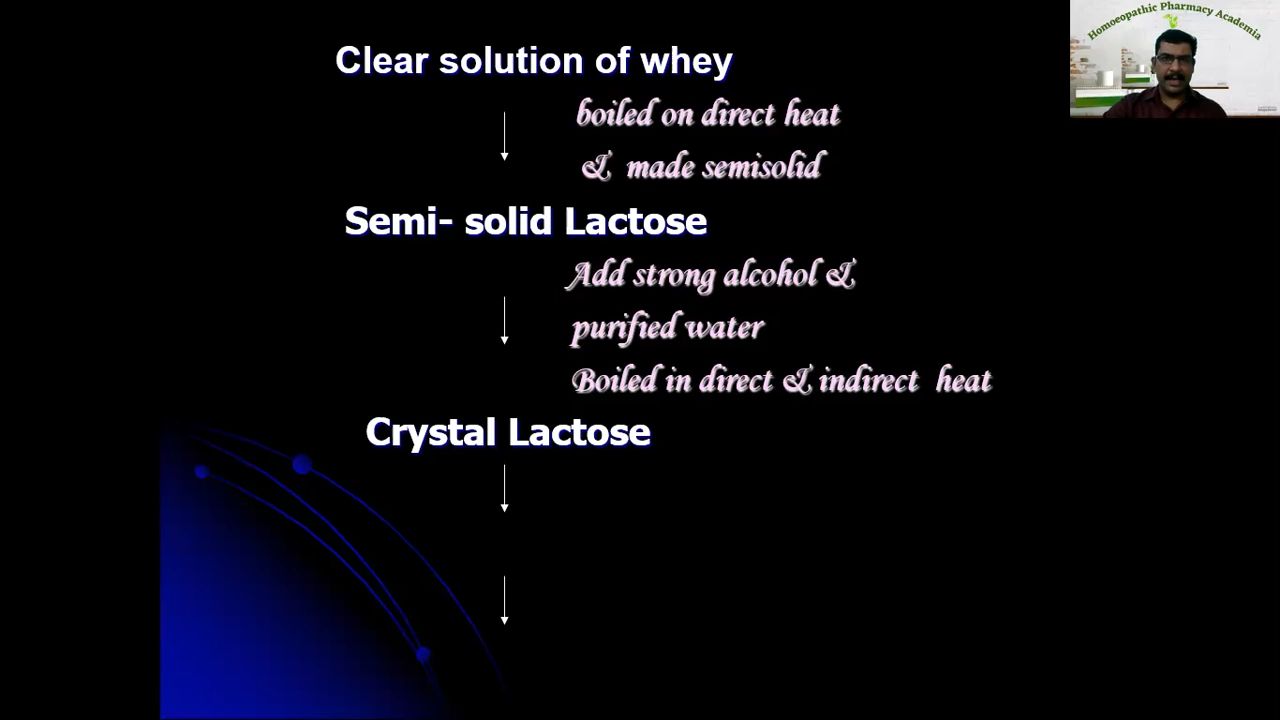 Homoeopathic Pharmacy Academia
Clear solution of whey
boiled on direct heat
& made semisolid
Semi- solid Lactose
Add strong alcohol &
purified water
Boiled in direct & indirect heat
Crystal Lactose